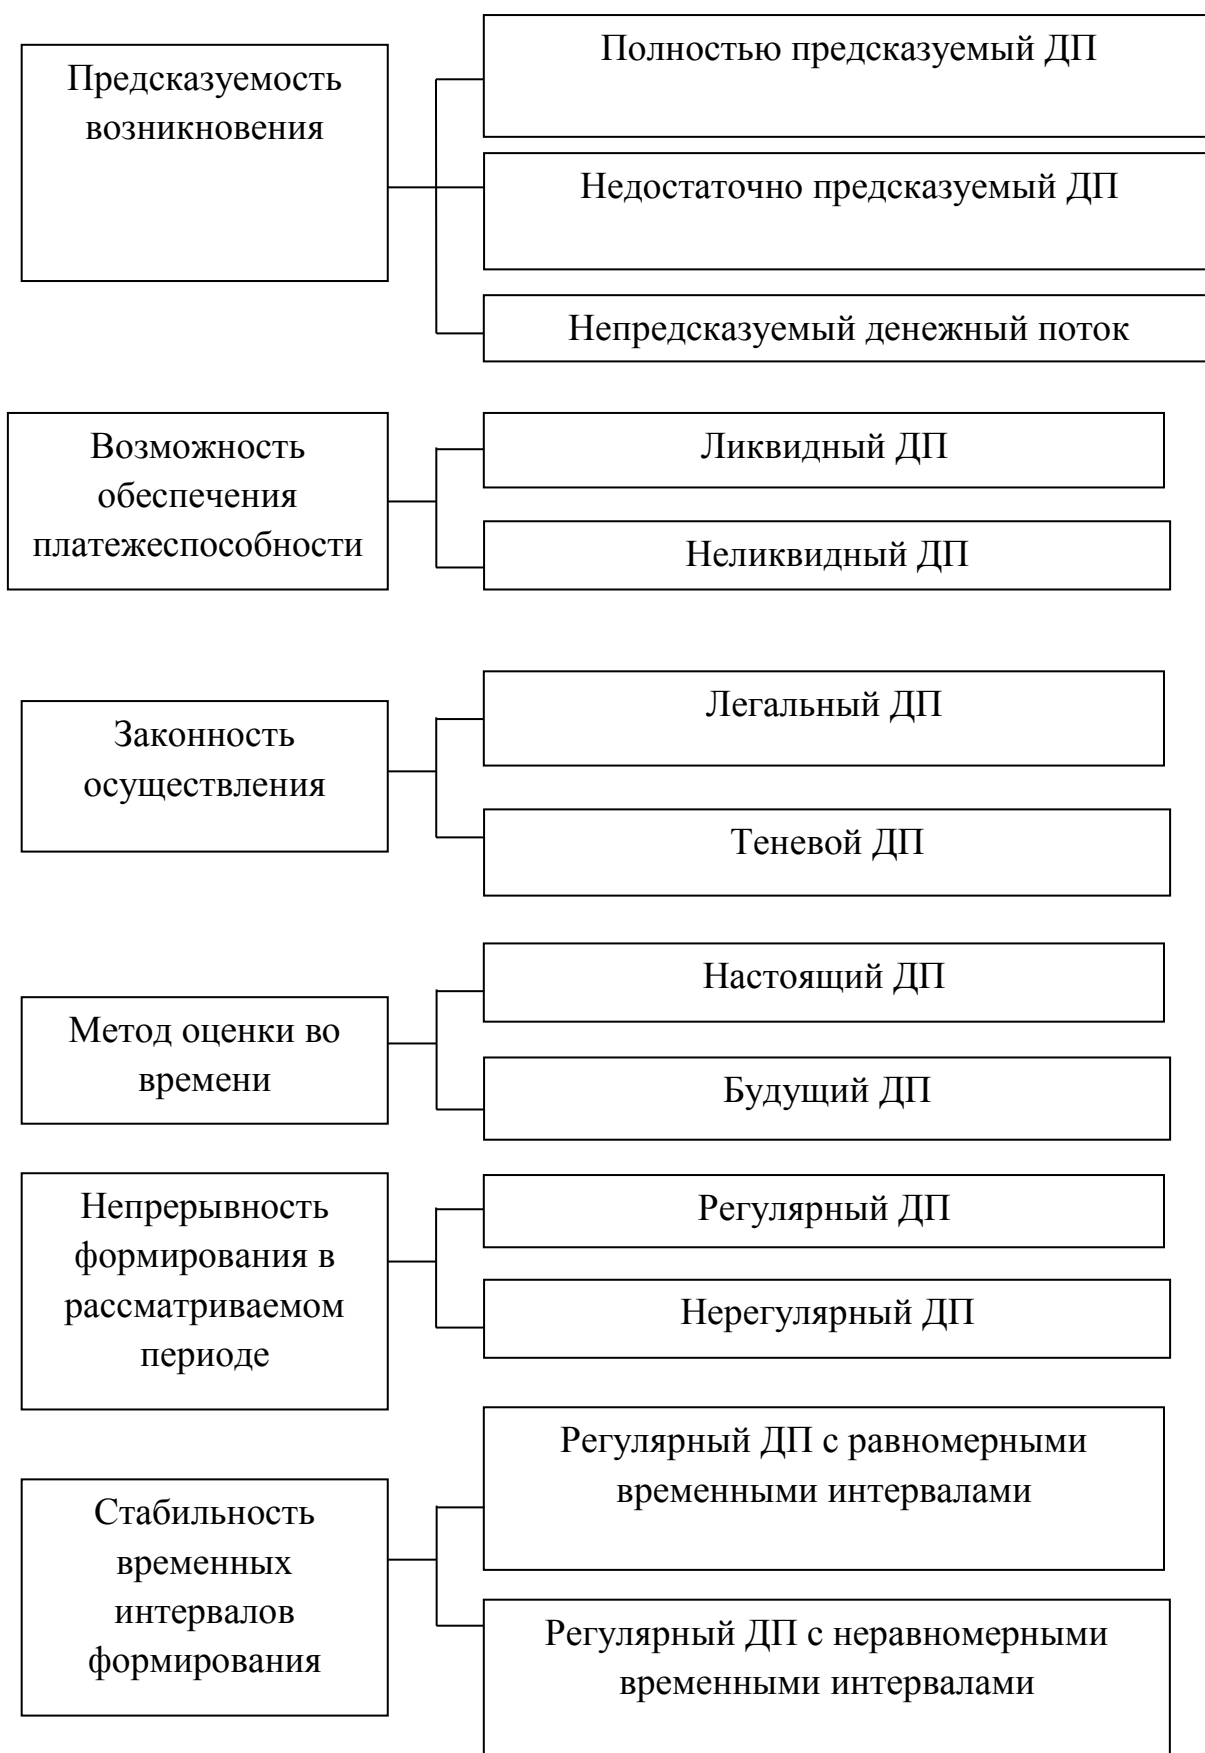 Предсказуемость
возникновения
Полностью предсказуемый ДП
Недостаточно предсказуемый ДП
Непредсказуемый денежный поток
Возможность
обеспечения
платежеспособности
Ликвидный ДП
Неликвидный ДП
Законность
осуществления
Легальный ДП
Теневой ДП
Метод оценки во
времени
Настоящий ДП
Будущий ДП
Непрерывность
формирования в
рассматриваемом
периоде
Регулярный ДП
Нерегулярный ДП
Стабильность
временных
интервалов
формирования
Регулярный ДП с равномерными
временными интервалами
Регулярный ДП с неравномерными
временными интервалами